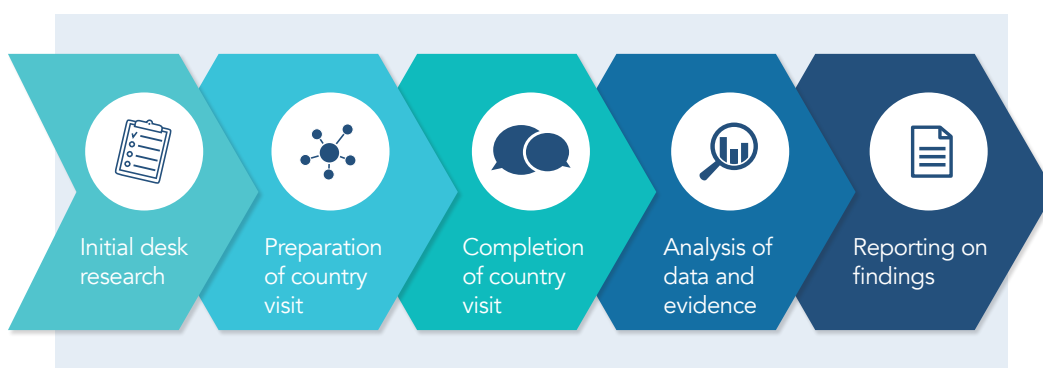 Initial desk
research
Preparation
of country
visit
Completion
of country
visit
Analysis of
data and
evidence
Reporting on
findings